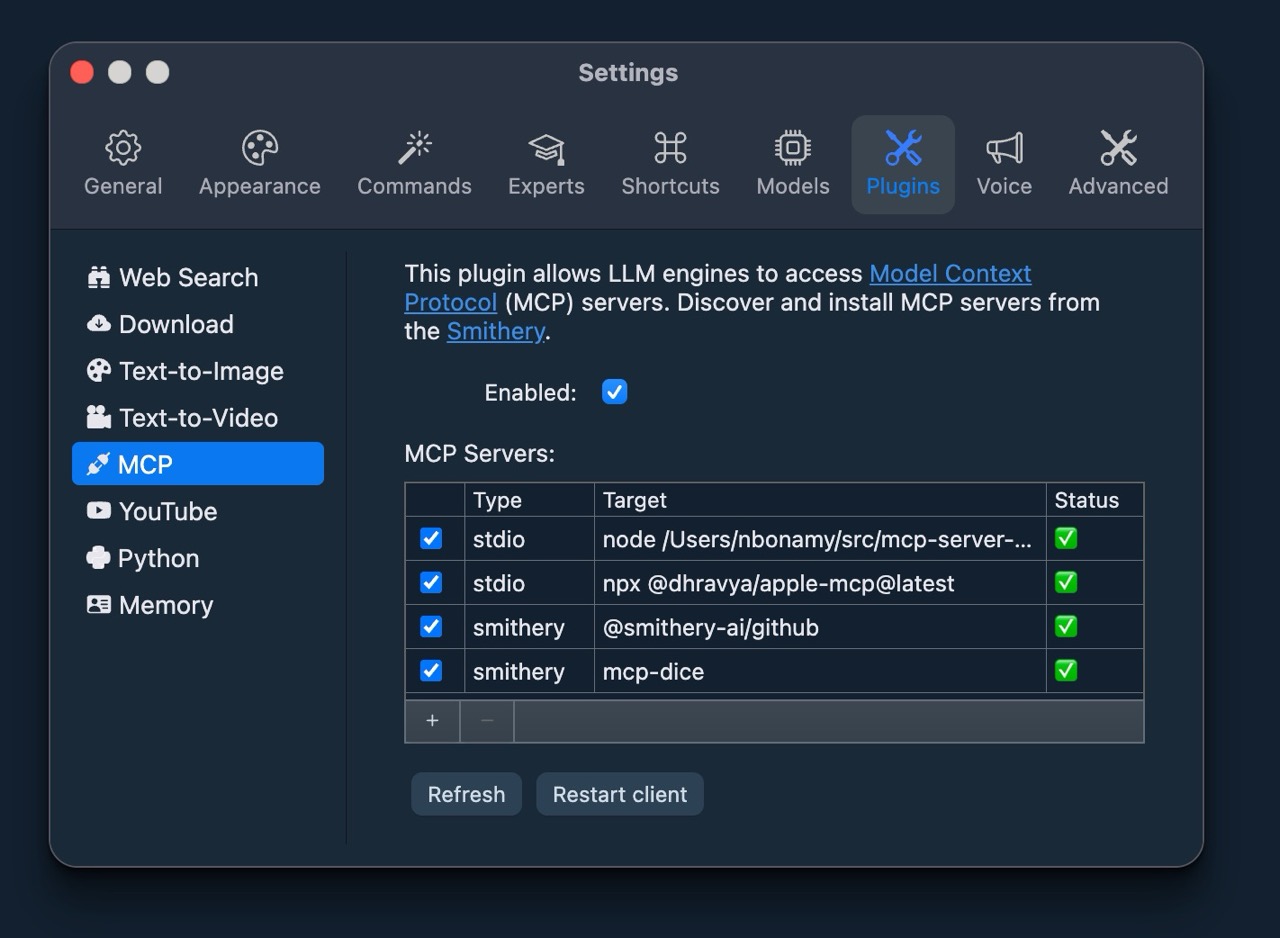 Settings
General Appearance Commands Experts Shortcuts Models Plugins Voice Advanced
Web Search
Download
Text-to-Image
Text-to-Video
MCP
YouTube
Python
Memory
This plugin allows LLM engines to access Model Context
Protocol (MCP) servers. Discover and install MCP servers from
the Smithery.
Enabled:
MCP Servers:
Type Target Status
stdio node /Users/nbonamy/src/mcp-server-...
stdio npx @dhravya/apple-mcp@latest
smithery @smithery-ai/github
smithery mcp-dice
+ −
Refresh Restart client